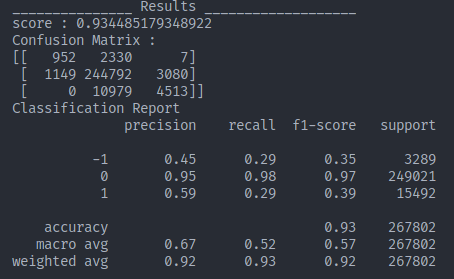 _______________ Results ___________________
score : 0.934485179348922
Confusion Matrix :
[[   952   2330      7]
 [  1149 244792   3080]
 [     0  10979   4513]]
Classification Report
              precision    recall  f1-score   support
          -1       0.45      0.29      0.35      3289
           0       0.95      0.98      0.97    249021
           1       0.59      0.29      0.39     15492
    accuracy                           0.93    267802
   macro avg       0.67      0.52      0.57    267802
weighted avg       0.92      0.93      0.92    267802